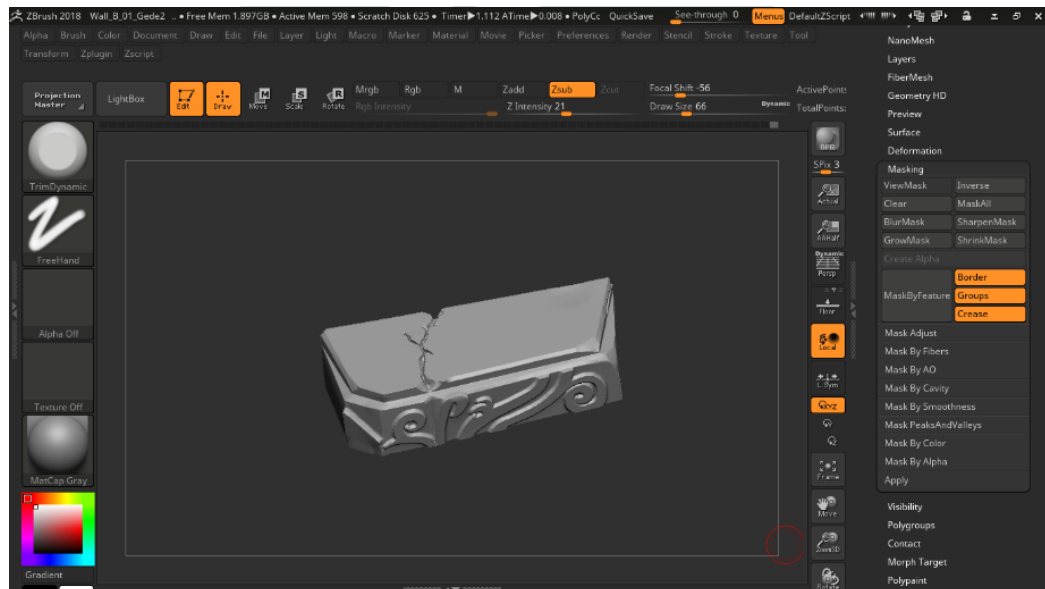 ZBrush 2018 Wall_B_01_Gede2 .. • Free Mem 1.897GB • Active Mem 598 • Scratch Disk 625 • Timer▶1.112 ATime▶0.008 • PolyCc QuickSave See-through 0 Menus DefaultZScript
Alpha Brush Color Document Draw Edit File Layer Light Macro Marker Material Movie Picker Preferences Render Stencil Stroke Texture Tool
Transform Zplugin Zscript
Projection Master
LightBox
Edit
Draw
Move
Scale
Rotate
Mrgb Rgb M
Rgb Intensity
Zadd Zsub Zcut
Z Intensity 21
Focal Shift -56
Draw Size 66
Dynamic
ActivePoint:
TotalPoints:
TrimDynamic
FreeHand
Alpha Off
Texture Off
MatCap Gray
Gradient
BPR
SPix 3
Actual
AAHalf
Dynamic
Persp
Floor
Local
L.Sym
Frame
Move
Zoom3D
Rotate
NanoMesh
Layers
FiberMesh
Geometry HD
Preview
Surface
Deformation
Masking
ViewMask Inverse
Clear MaskAll
BlurMask SharpenMask
GrowMask ShrinkMask
Create Alpha
MaskByFeature
Border
Groups
Crease
Mask Adjust
Mask By Fibers
Mask By AO
Mask By Cavity
Mask By Smoothness
Mask PeaksAndValleys
Mask By Color
Mask By Alpha
Apply
Visibility
Polygroups
Contact
Morph Target
Polypaint